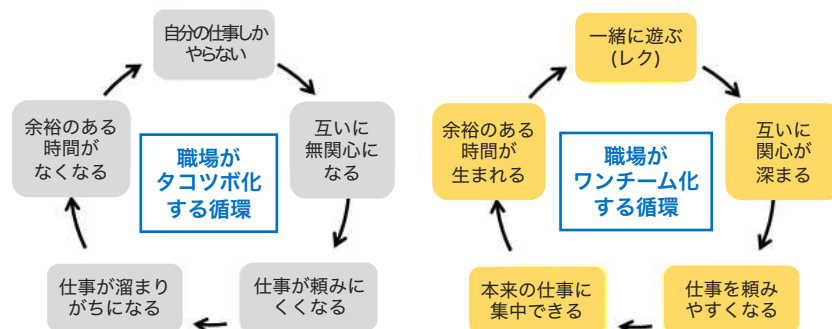 自分の仕事しか
やらない
互いに
無関心に
なる
仕事が頼みに
くくなる
仕事が溜まり
がちになる
余裕のある
時間が
なくなる
職場が
タコツボ化
する循環
一緒に遊ぶ
(レク)
互いに
関心が
深まる
仕事を頼み
やすくなる
本来の仕事に
集中できる
余裕のある
時間が
生まれる
職場が
ワンチーム化
する循環